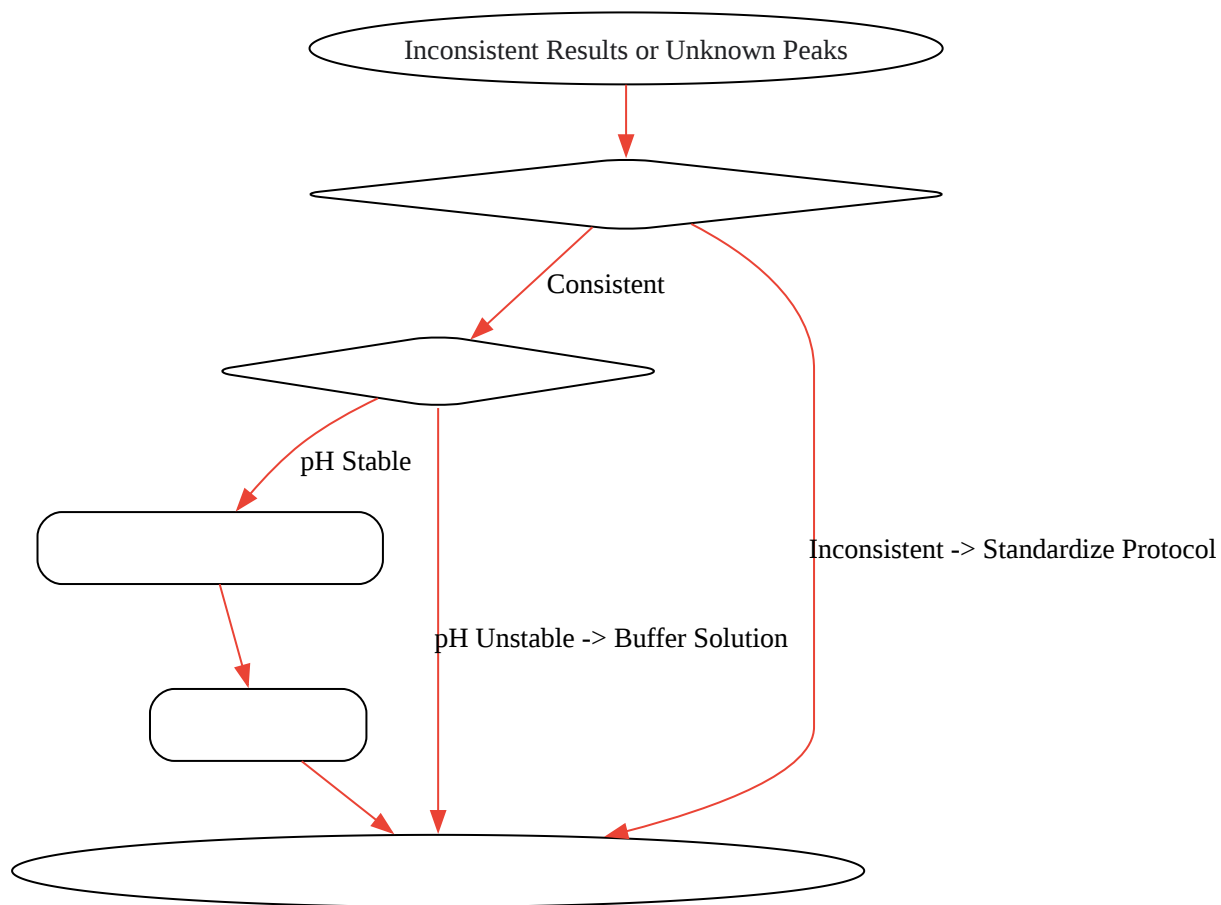 Inconsistent Results or Unknown Peaks
Consistent
pH Stable
Inconsistent -> Standardize Protocol
pH Unstable -> Buffer Solution